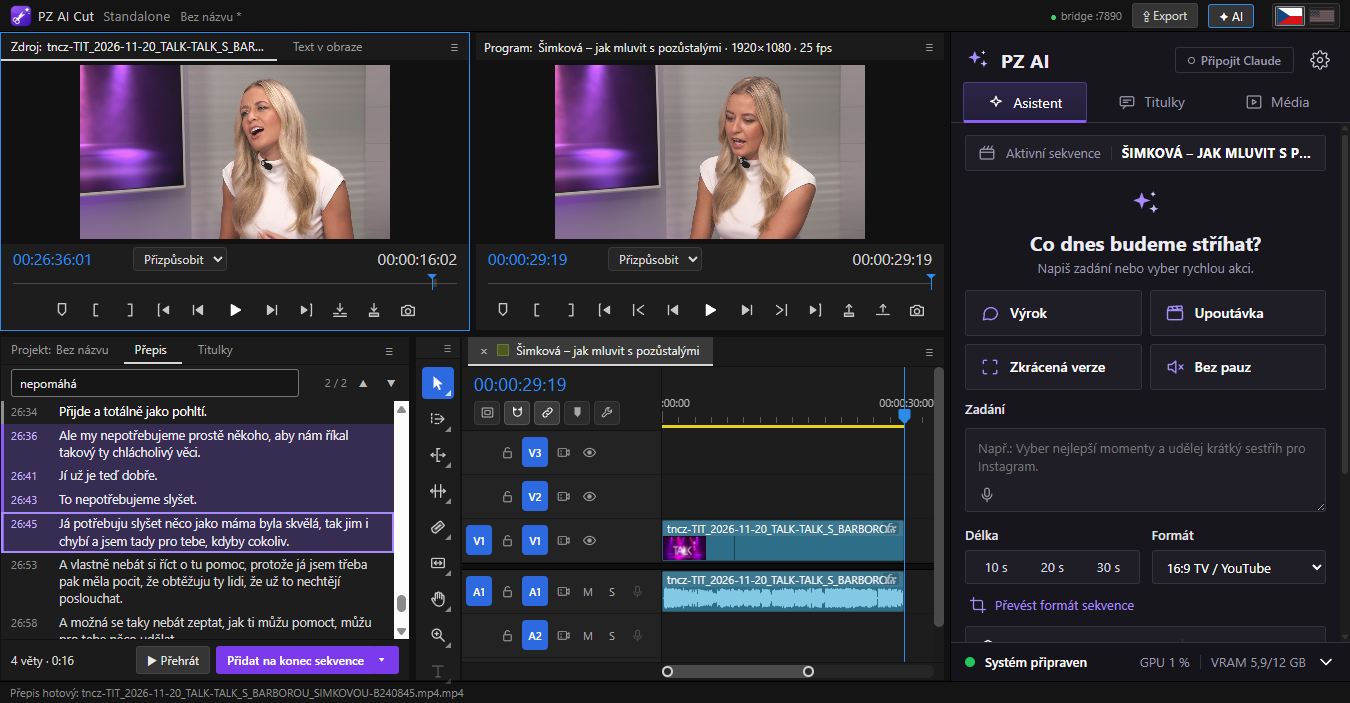 PZ AI Cut Standalone Bez názvu *
bridge :7890 Export AI
Zdroj: tncz-TIT_2026-11-20_TALK-TALK_S_BAR... Text v obraze
Program: Šimková – jak mluvit s pozůstalými · 1920×1080 · 25 fps
00:26:36:01 Přizpůsobit 00:00:16:02
00:00:29:19 Přizpůsobit 00:00:29:19
Projekt: Bez názvu Přepis Titulky
nepomáhá 2 / 2
26:34 Přijde a totálně jako pohltí.
26:36 Ale my nepotřebujeme prostě někoho, aby nám říkal
takový ty chlácholivý věci.
26:41 Jí už je teď dobře.
26:43 To nepotřebujeme slyšet.
26:45 Já potřebuju slyšet něco jako máma byla skvělá, tak jim i
chybí a jsem tady pro tebe, kdyby cokoliv.
26:53 A vlastně nebát si říct o tu pomoc, protože já jsem třeba
pak měla pocit, že obtěžuju ty lidi, že už to nechtějí
poslouchat.
26:58 A možná se taky nebát zeptat, jak ti můžu pomoct, můžu
pro tebe něco udělat
4 věty · 0:16 Přehrát Přidat na konec sekvence
Přepis hotový: tncz-TIT_2026-11-20_TALK-TALK_S_BARBOROU_SIMKOVOU-B240845.mp4.mp4
× Šimková – jak mluvit s pozůstalými
00:00:29:19
:00:00 00:00:30:00
V3
V2
V1 V1
tncz-TIT_2026-11-20_TALK-TALK_S_BARBORO fx
TALK
A1 A1 M S
tncz-TIT_2026-11-20_TALK-TALK_S_BARBORO fx
A2 M S
T
PZ AI Připojit Claude
Asistent Titulky Média
Aktivní sekvence ŠIMKOVÁ – JAK MLUVIT S P...
Co dnes budeme stříhat?
Napiš zadání nebo vyber rychlou akci.
Výrok Upoutávka
Zkrácená verze Bez pauz
Zadání
Např.: Vyber nejlepší momenty a udělej krátký sestřih pro
Instagram.
Délka Formát
10 s 20 s 30 s 16:9 TV / YouTube
Převést formát sekvence
Systém připraven GPU 1 % VRAM 5,9/12 GB